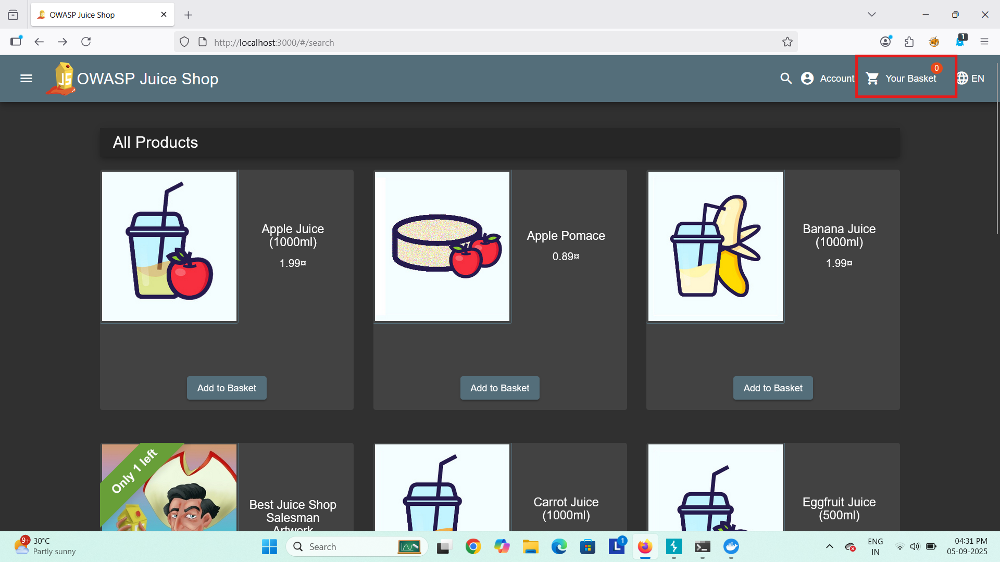 OWASP Juice Shop
http://localhost:3000/#/search
1
JS
OWASP Juice Shop
Account
Your Basket
0
EN
All Products
Apple Juice
(1000ml)
1.99¤
Apple Pomace
0.89¤
Banana Juice
(1000ml)
1.99¤
Add to Basket
Add to Basket
Add to Basket
Only 1 left
Best Juice Shop
Salesman
Artwork
Carrot Juice
(1000ml)
Eggfruit Juice
(500ml)
9+
30°C
Partly sunny
Search
L
1
ENG
IN
04:31 PM
05-09-2025